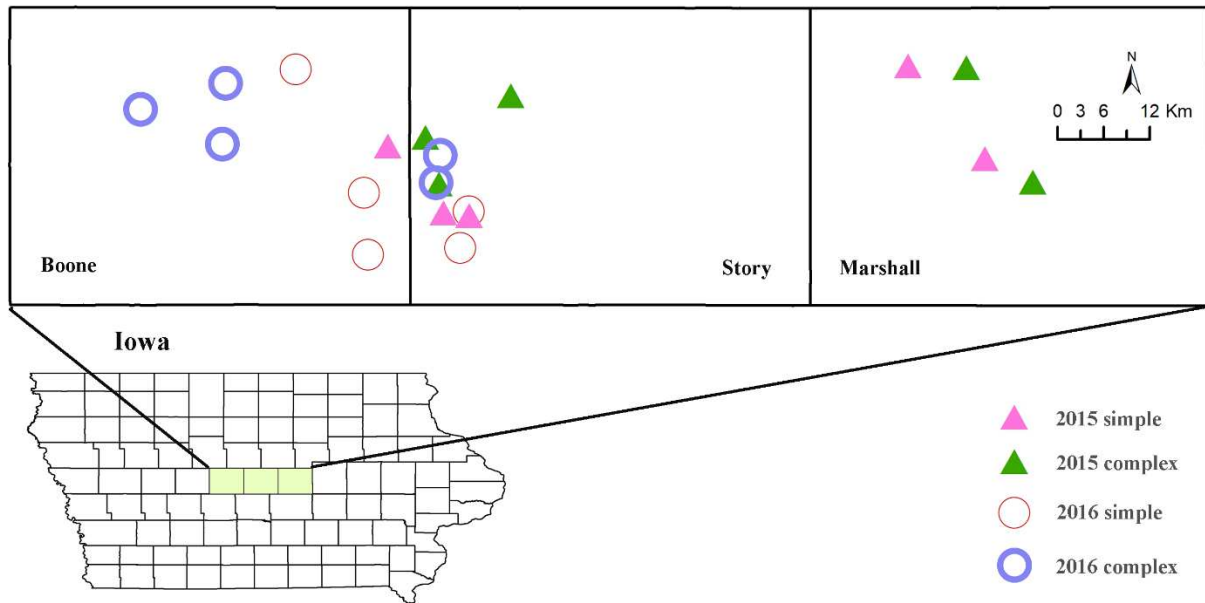 N
0 3 6 12 Km
Boone
Story
Marshall
Iowa
2015 simple
2015 complex
2016 simple
2016 complex